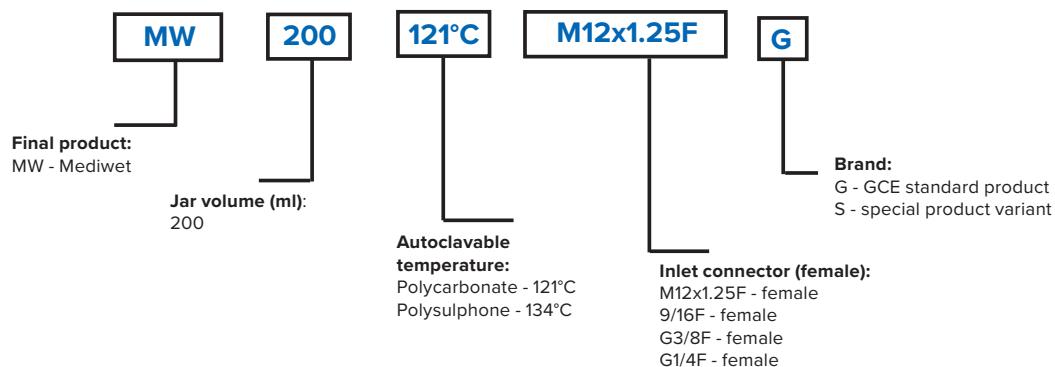 MW 200 121°C M12x1.25F G
Final product:
MW - Mediwet
Jar volume (ml):
200
Autoclavable
temperature:
Polycarbonate - 121°C
Polysulphone - 134°C
Inlet connector (female):
M12x1.25F - female
9/16F - female
G3/8F - female
G1/4F - female
Brand:
G - GCE standard product
S - special product variant